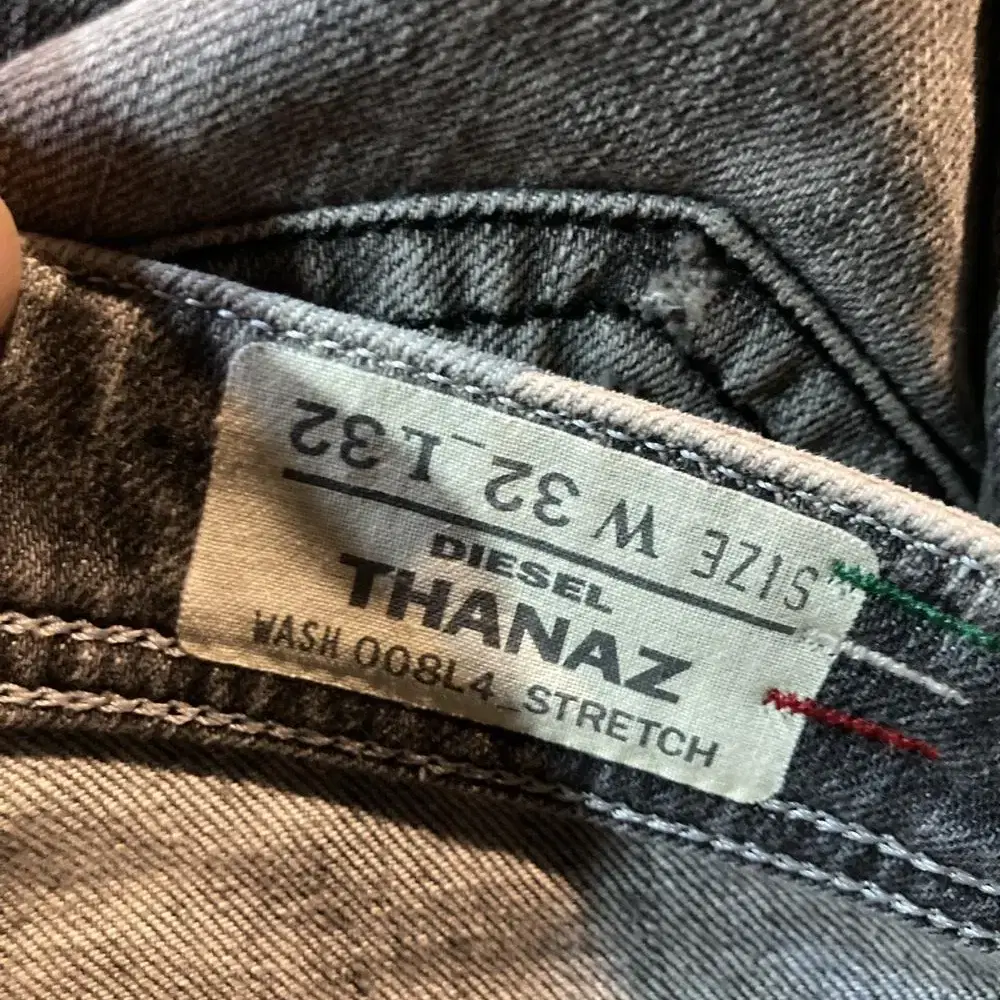 SIZE W 32_L32
DIESEL
THANAZ
WASH 008L4_STRETCH